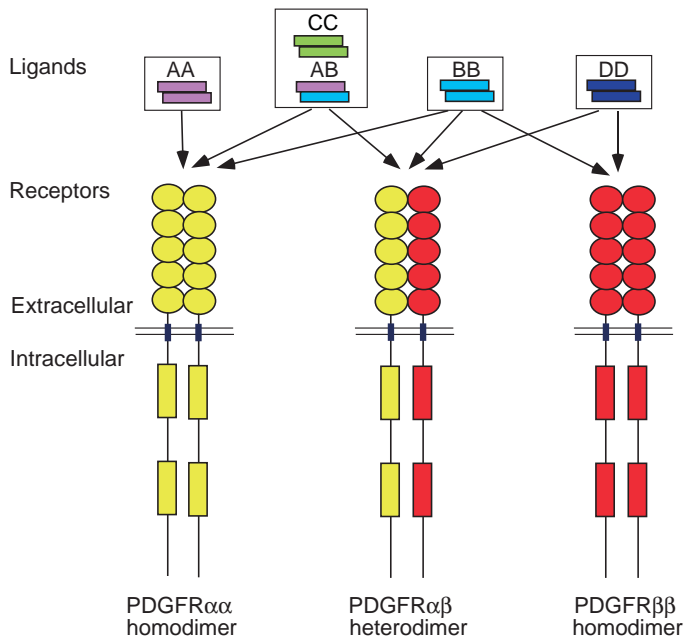 CC
Ligands
AA
AB
BB
DD
Receptors
Extracellular
Intracellular
PDGFRαα
homodimer
PDGFRαβ
heterodimer
PDGFRββ
homodimer